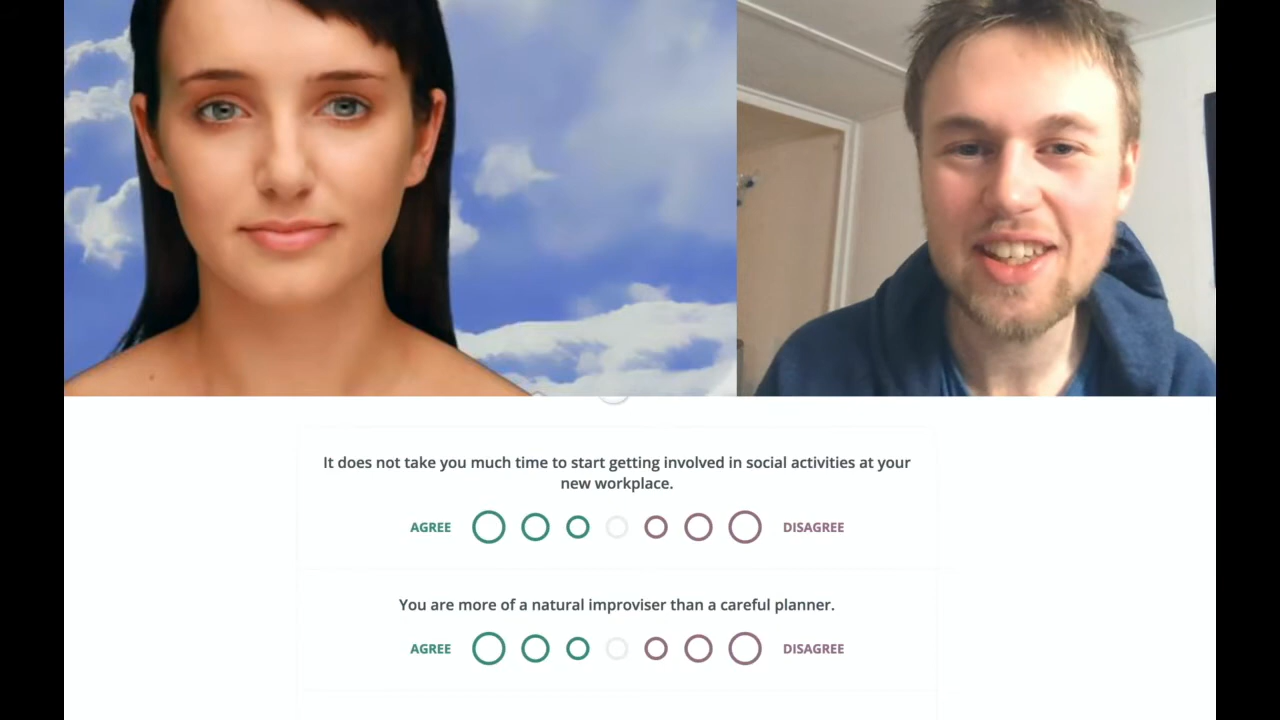 It does not take you much time to start getting involved in social activities at your
new workplace.
AGREE DISAGREE
You are more of a natural improviser than a careful planner.
AGREE DISAGREE